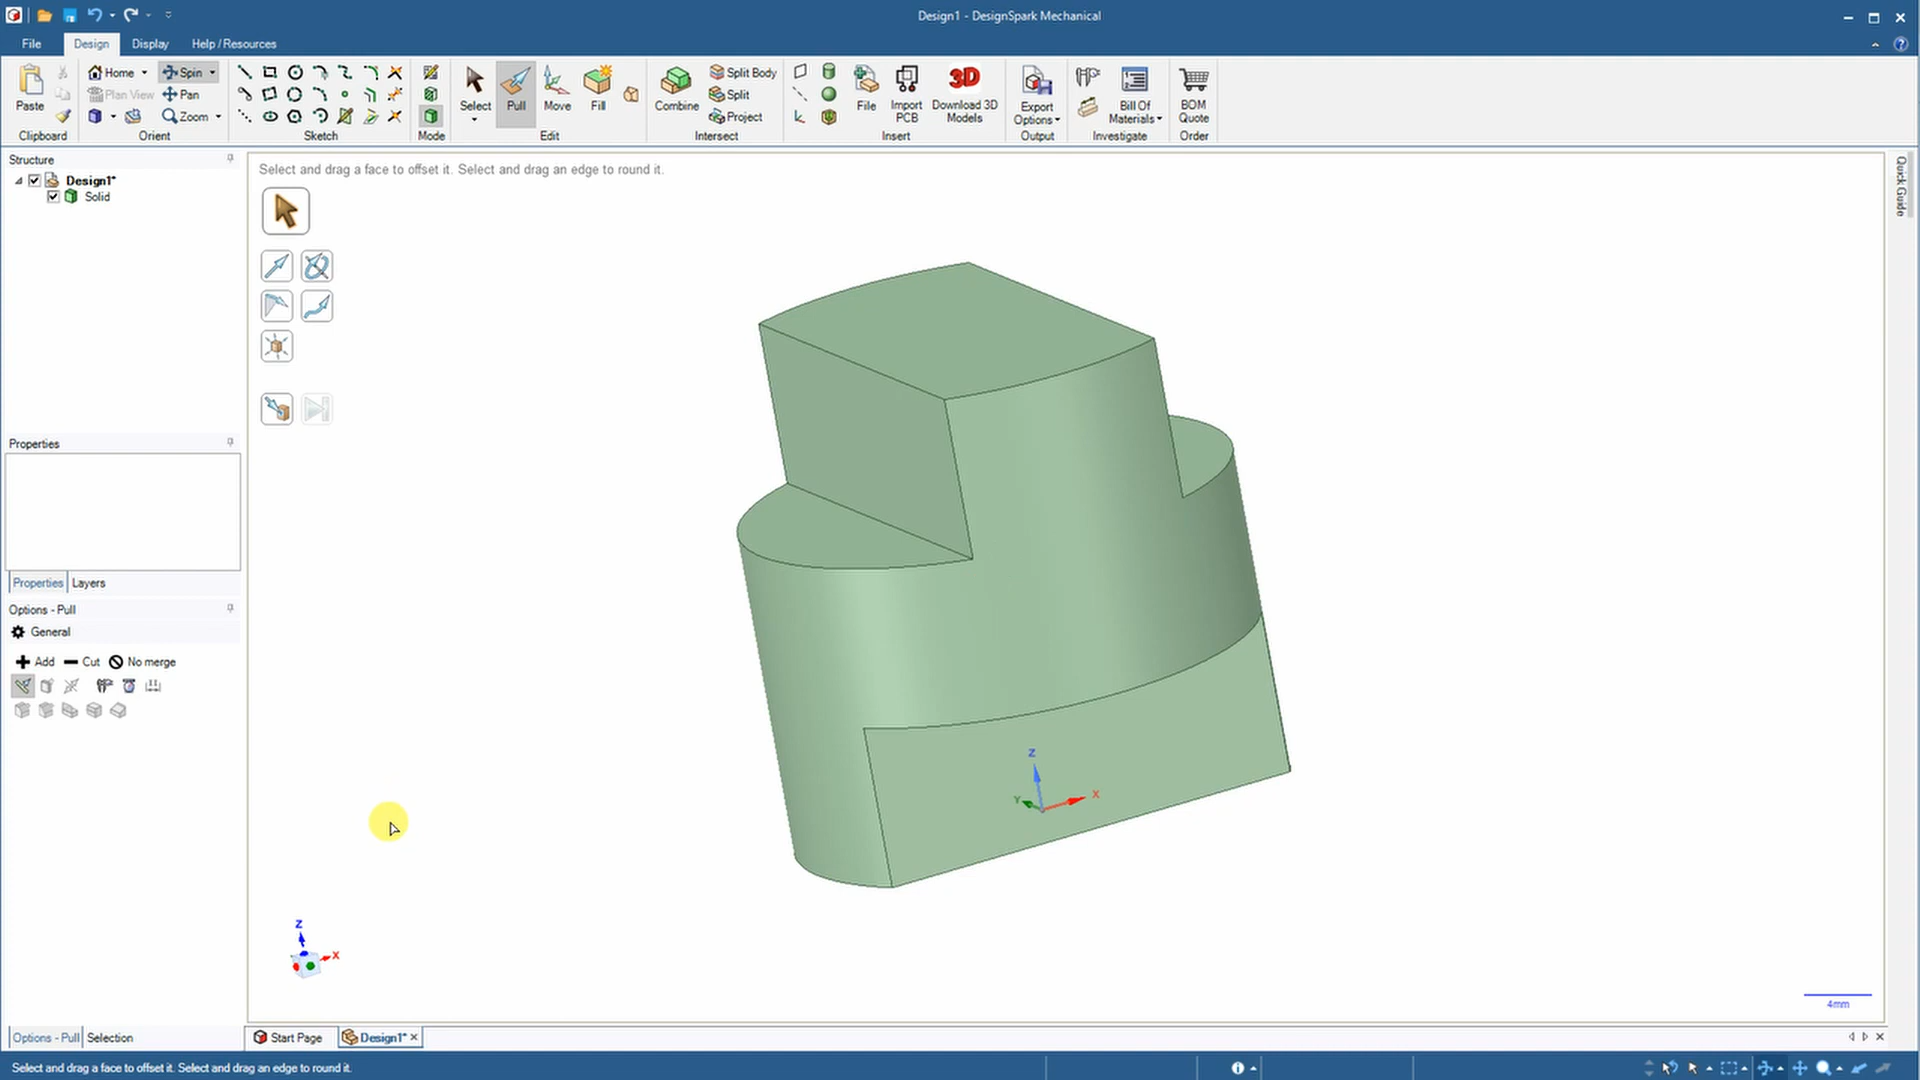 Design1 - DesignSpark Mechanical
File Design Display Help / Resources
Paste
Home Spin
Plan View Pan
Zoom
Select Pull Move Fill
Combine
Split Body
Split
Project
File Import PCB Download 3D Models
3D
Export Options
Bill Of Materials
BOM Quote
Clipboard Orient Sketch Mode Edit Intersect Insert Output Investigate Order
Structure
Design1*
Solid
Select and drag a face to offset it. Select and drag an edge to round it.
Quick Guide
Properties
Properties Layers
Options - Pull
General
Add Cut No merge
Z
Y
X
Z
X
4mm
Options - Pull Selection
Start Page Design1*
Select and drag a face to offset it. Select and drag an edge to round it.